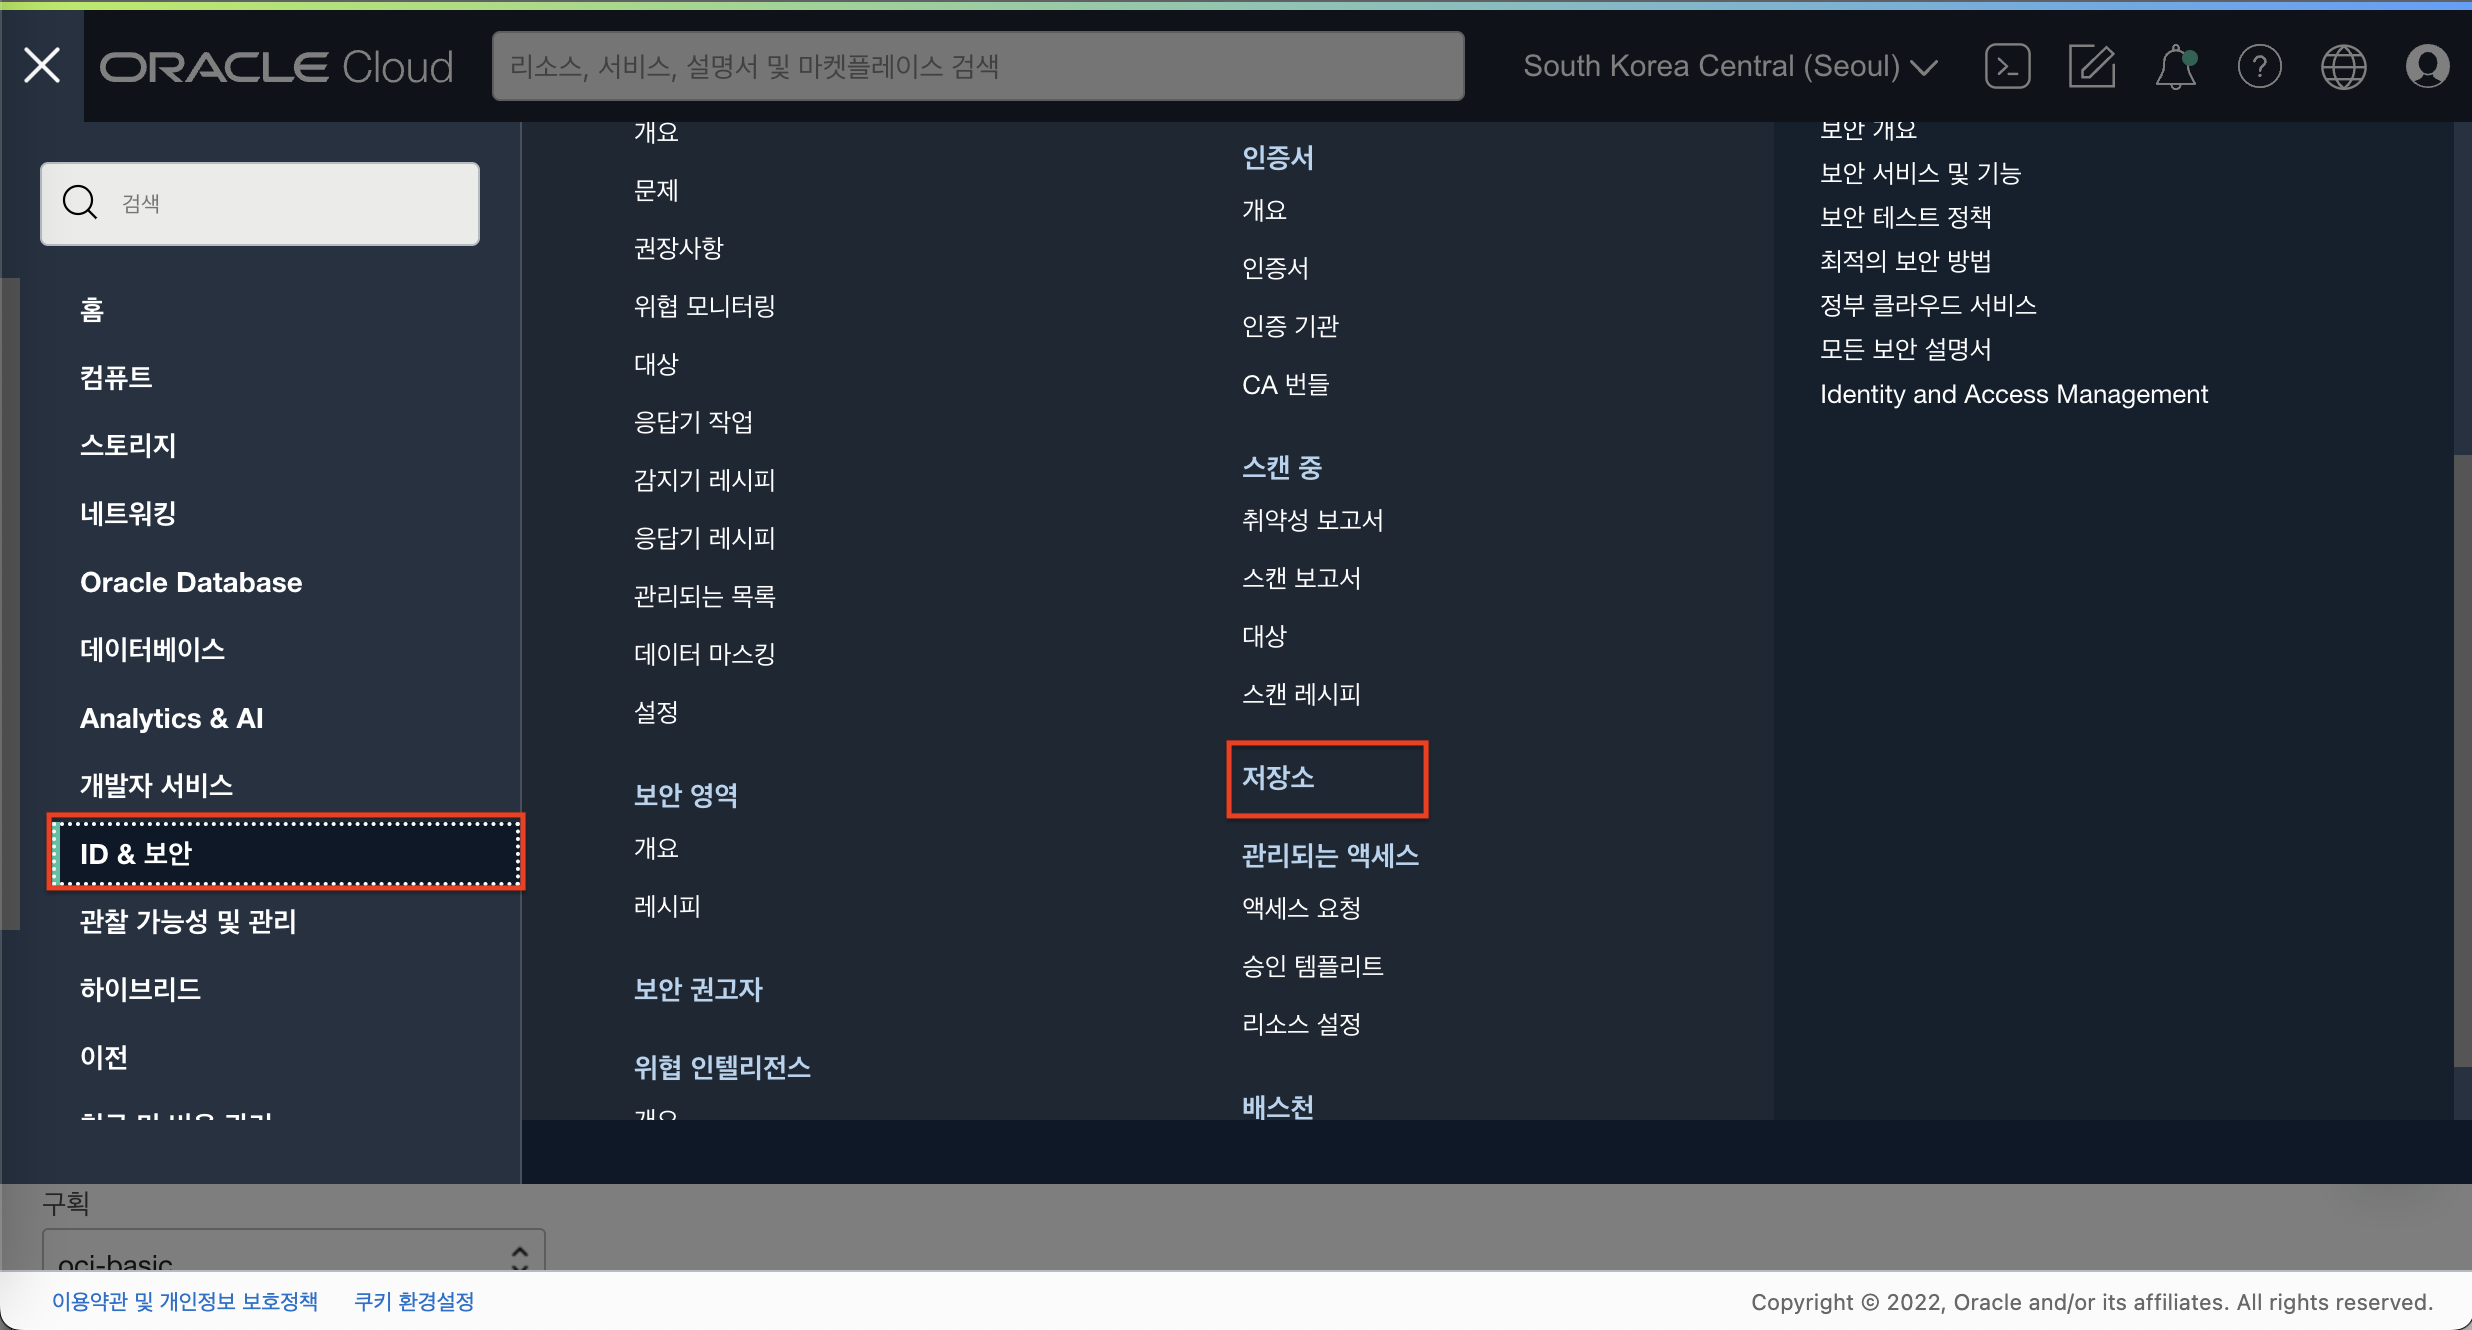 ORACLE Cloud
리소스, 서비스, 설명서 및 마켓플레이스 검색
South Korea Central (Seoul)
검색
홈
컴퓨트
스토리지
네트워킹
Oracle Database
데이터베이스
Analytics & AI
개발자 서비스
ID & 보안
관찰 가능성 및 관리
하이브리드
이전
개요
문제
권장사항
위협 모니터링
대상
응답기 작업
감지기 레시피
응답기 레시피
관리되는 목록
데이터 마스킹
설정
보안 영역
개요
레시피
보안 권고자
위협 인텔리전스
개요
인증서
개요
인증서
인증 기관
CA 번들
스캔 중
취약성 보고서
스캔 보고서
대상
스캔 레시피
저장소
관리되는 액세스
액세스 요청
승인 템플리트
리소스 설정
배스천
보안 개요
보안 서비스 및 기능
보안 테스트 정책
최적의 보안 방법
정부 클라우드 서비스
모든 보안 설명서
Identity and Access Management
구획
oci-basic
이용약관 및 개인정보 보호정책
쿠키 환경설정
Copyright © 2022, Oracle and/or its affiliates. All rights reserved.